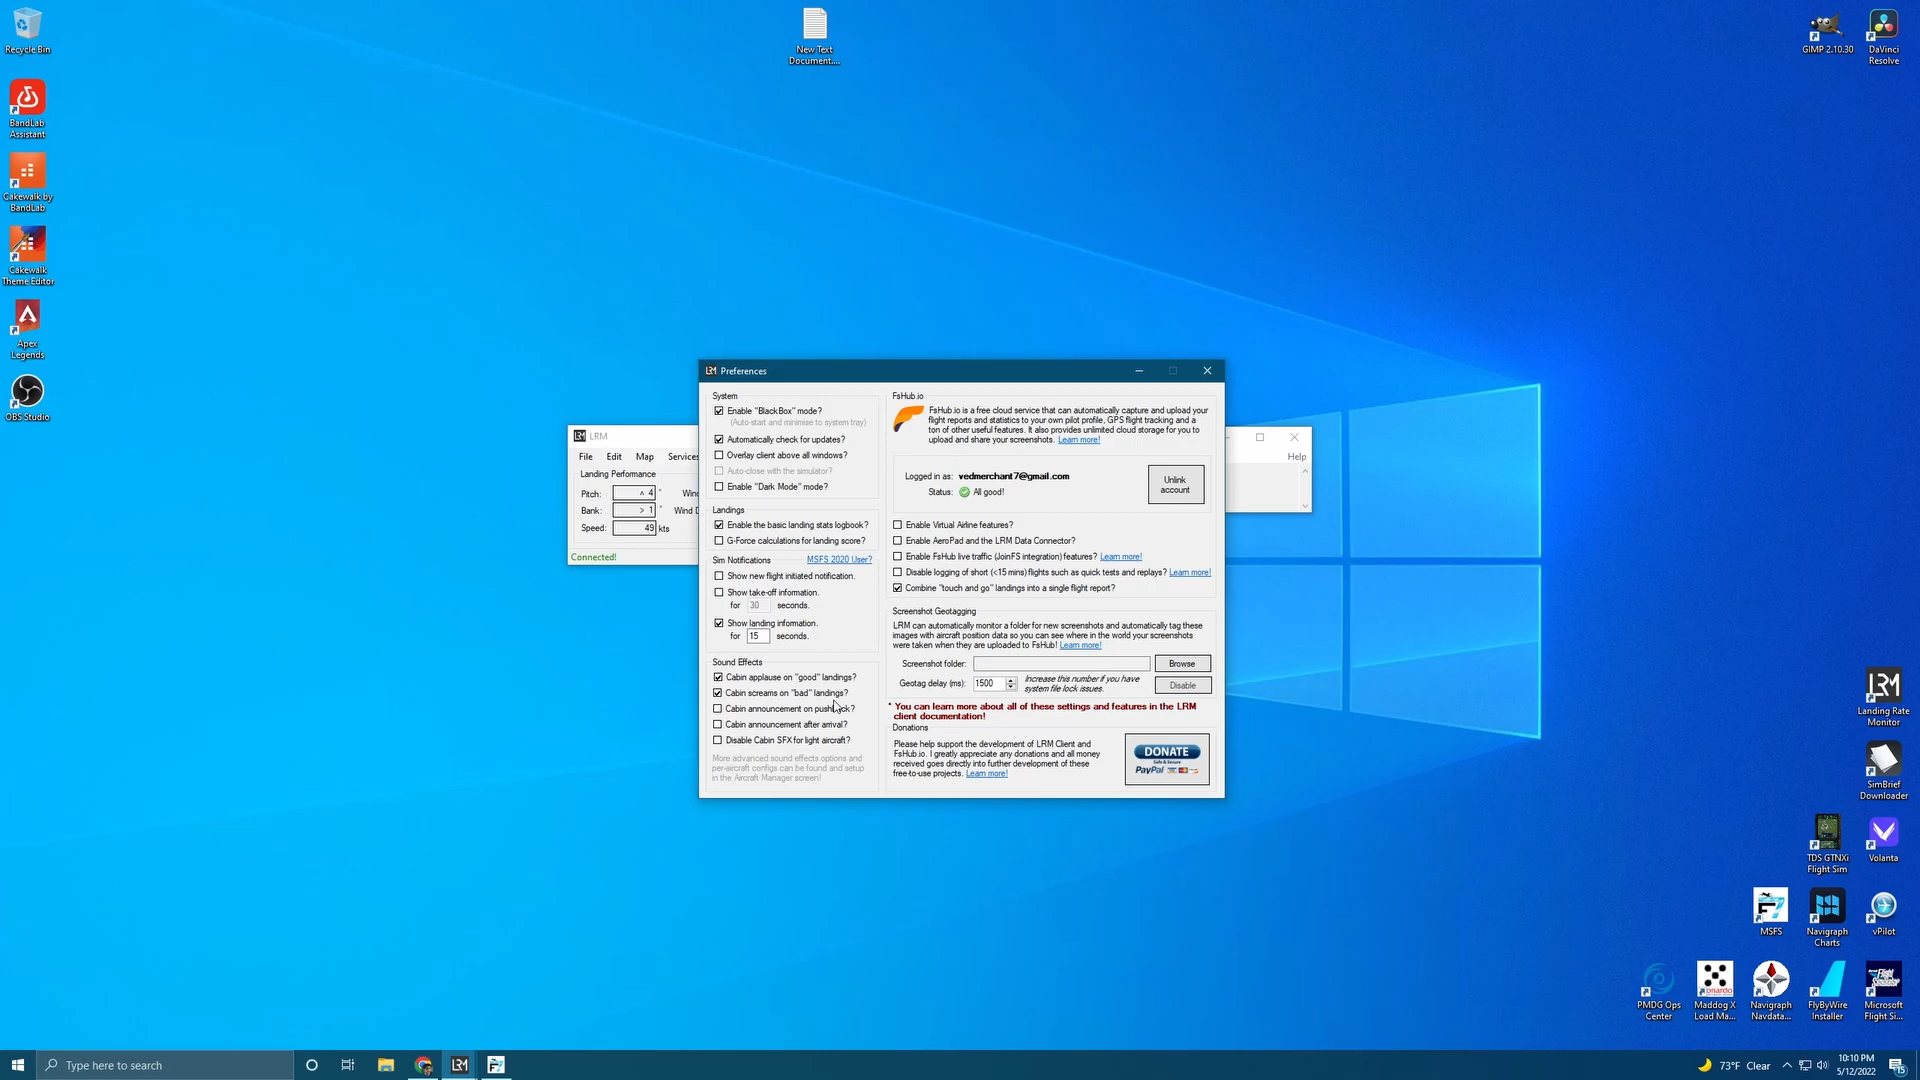 Recycle Bin
New Text
Document....
GIMP 2.10.30
DaVinci
Resolve
BandLab
Assistant
Cakewalk by
BandLab
Cakewalk
Theme Editor
Apex
Legends
OBS Studio
LRM
File Edit Map Services
Landing Performance
Pitch: ^ 4 ° Win
Bank: > 1 ° Wind D
Speed: 49 kts
Connected!
Help
LRM Preferences
System
Enable "BlackBox" mode?
(Auto-start and minimise to system tray)
Automatically check for updates?
Overlay client above all windows?
Auto-close with the simulator?
Enable "Dark Mode" mode?
Landings
Enable the basic landing stats logbook?
G-Force calculations for landing score?
Sim Notifications MSFS 2020 User?
Show new flight initiated notification.
Show take-off information.
for 30 seconds.
Show landing information.
for 15 seconds.
Sound Effects
Cabin applause on "good" landings?
Cabin screams on "bad" landings?
Cabin announcement on pushback?
Cabin announcement after arrival?
Disable Cabin SFX for light aircraft?
More advanced sound effects options and
per-aircraft configs can be found and setup
in the Aircraft Manager screen!
FsHub.io
FsHub.io is a free cloud service that can automatically capture and upload your
flight reports and statistics to your own pilot profile, GPS flight tracking and a
ton of other useful features. It also provides unlimited cloud storage for you to
upload and share your screenshots. Learn more!
Logged in as: vedmerchant7@gmail.com
Status: All good!
Unlink
account
Enable Virtual Airline features?
Enable AeroPad and the LRM Data Connector?
Enable FsHub live traffic (JoinFS integration) features? Learn more!
Disable logging of short (<15 mins) flights such as quick tests and replays? Learn more!
Combine "touch and go" landings into a single flight report?
Screenshot Geotagging
LRM can automatically monitor a folder for new screenshots and automatically tag these
images with aircraft position data so you can see where in the world your screenshots
were taken when they are uploaded to FsHub! Learn more!
Screenshot folder: Browse
Geotag delay (ms): 1500 Increase this number if you have
system file lock issues. Disable
* You can learn more about all of these settings and features in the LRM
client documentation!
Donations
Please help support the development of LRM Client and
FsHub.io. I greatly appreciate any donations and all money
received goes directly into further development of these
free-to-use projects. Learn more!
DONATE
Safe & Secure
PayPal
LRM
Landing Rate
Monitor
SimBrief
Downloader
TDS GTNXi
Flight Sim
Volanta
MSFS
Navigraph
Charts
vPilot
PMDG Ops
Center
Maddog X
Load Ma...
Navigraph
Navdata...
FlyByWire
Installer
Microsoft
Flight Si...
Type here to search
LRM
73°F Clear
10:10 PM
5/12/2022
15